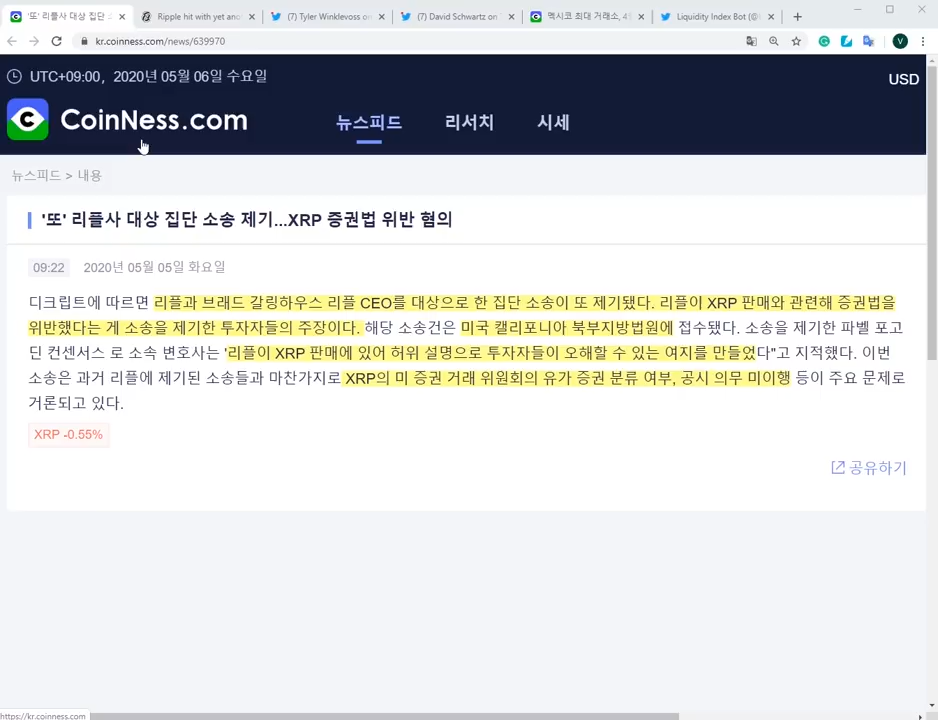 '또' 리플사 대상 집단 소
Ripple hit with yet ano
(7) Tyler Winklevoss on
(7) David Schwartz on
멕시코 최대 거래소, 4
Liquidity Index Bot (@
kr.coinness.com/news/639970
V
UTC+09:00, 2020년 05월 06일 수요일
USD
CoinNess.com
뉴스피드
리서치
시세
뉴스피드 > 내용
'또' 리플사 대상 집단 소송 제기...XRP 증권법 위반 혐의
09:22 2020년 05월 05일 화요일
디크립트에 따르면 리플과 브래드 갈링하우스 리플 CEO를 대상으로 한 집단 소송이 또 제기됐다. 리플이 XRP 판매와 관련해 증권법을
위반했다는 게 소송을 제기한 투자자들의 주장이다. 해당 소송건은 미국 캘리포니아 북부지방법원에 접수됐다. 소송을 제기한 파벨 포고
딘 컨센서스 로 소속 변호사는 '리플이 XRP 판매에 있어 허위 설명으로 투자자들이 오해할 수 있는 여지를 만들었다"고 지적했다. 이번
소송은 과거 리플에 제기된 소송들과 마찬가지로 XRP의 미 증권 거래 위원회의 유가 증권 분류 여부, 공시 의무 미이행 등이 주요 문제로
거론되고 있다.
XRP -0.55%
공유하기
https://kr.coinness.com